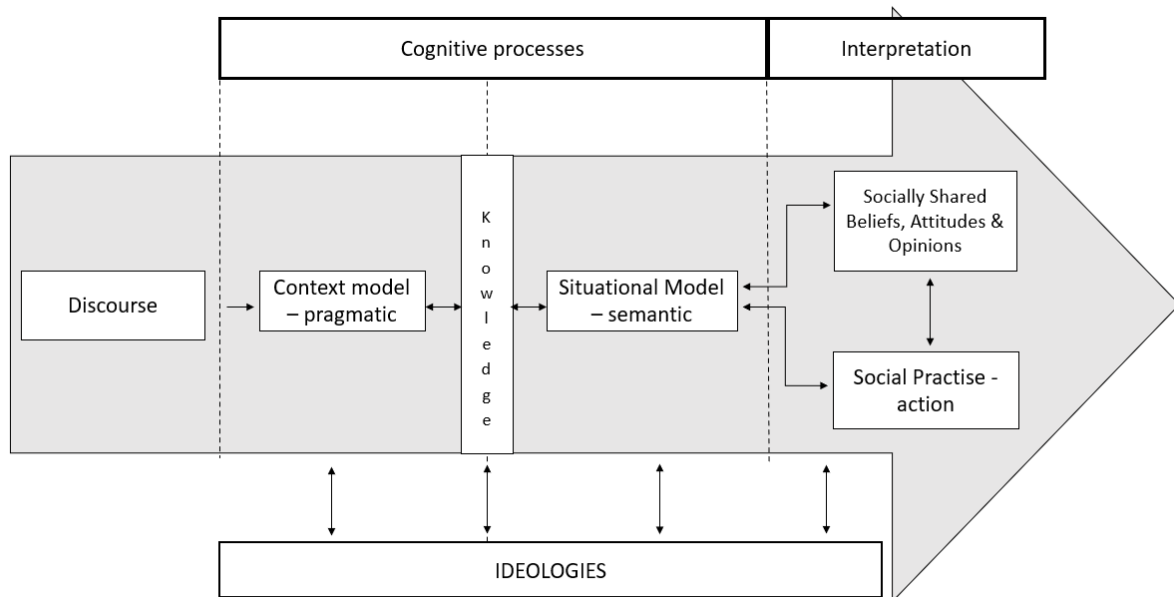 Cognitive processes
Interpretation
Discourse
Context model
– pragmatic
Knowledge
Situational Model
– semantic
Socially Shared
Beliefs, Attitudes &
Opinions
Social Practise -
action
IDEOLOGIES